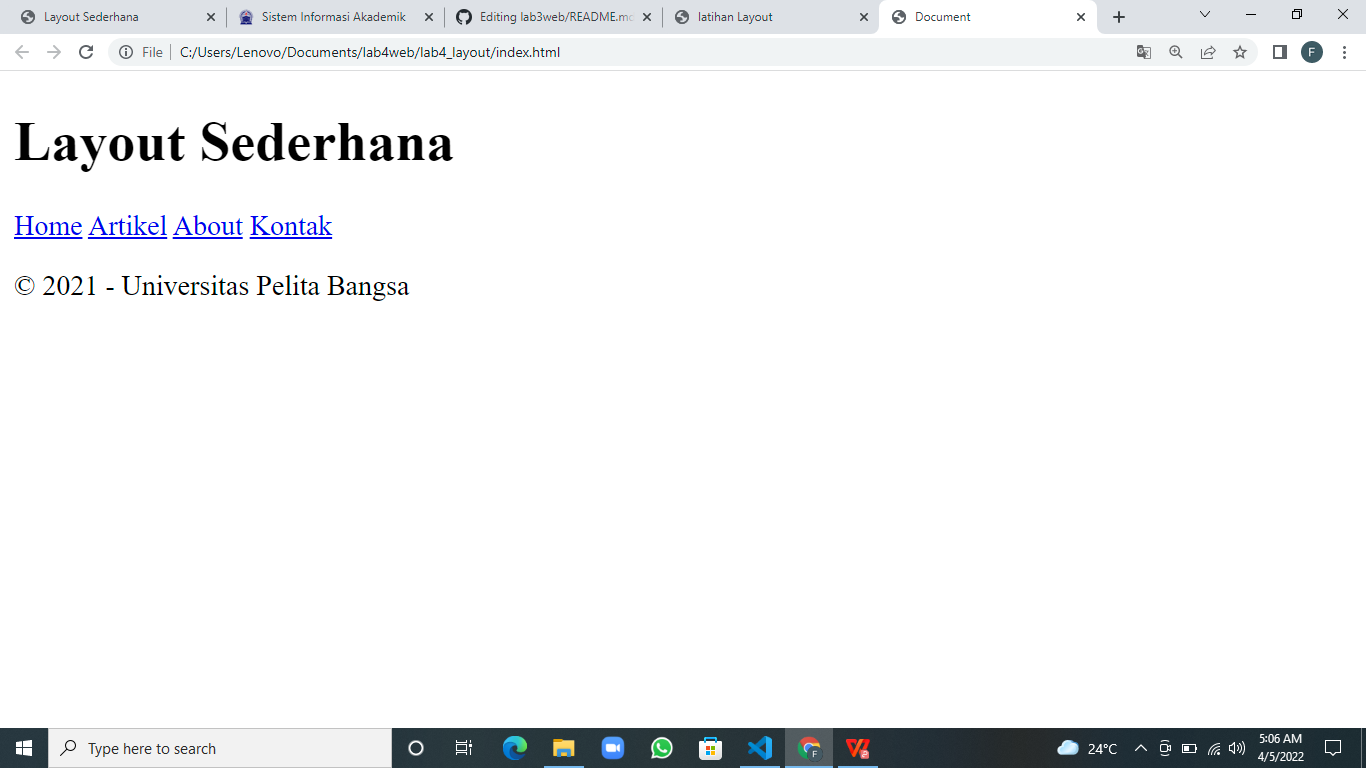 Layout Sederhana
Sistem Informasi Akademik
Editing lab3web/README.md
latihan Layout
Document
File
C:/Users/Lenovo/Documents/lab4web/lab4_layout/index.html
F
Layout Sederhana
Home Artikel About Kontak
© 2021 - Universitas Pelita Bangsa
Type here to search
F
24°C
5:06 AM
4/5/2022